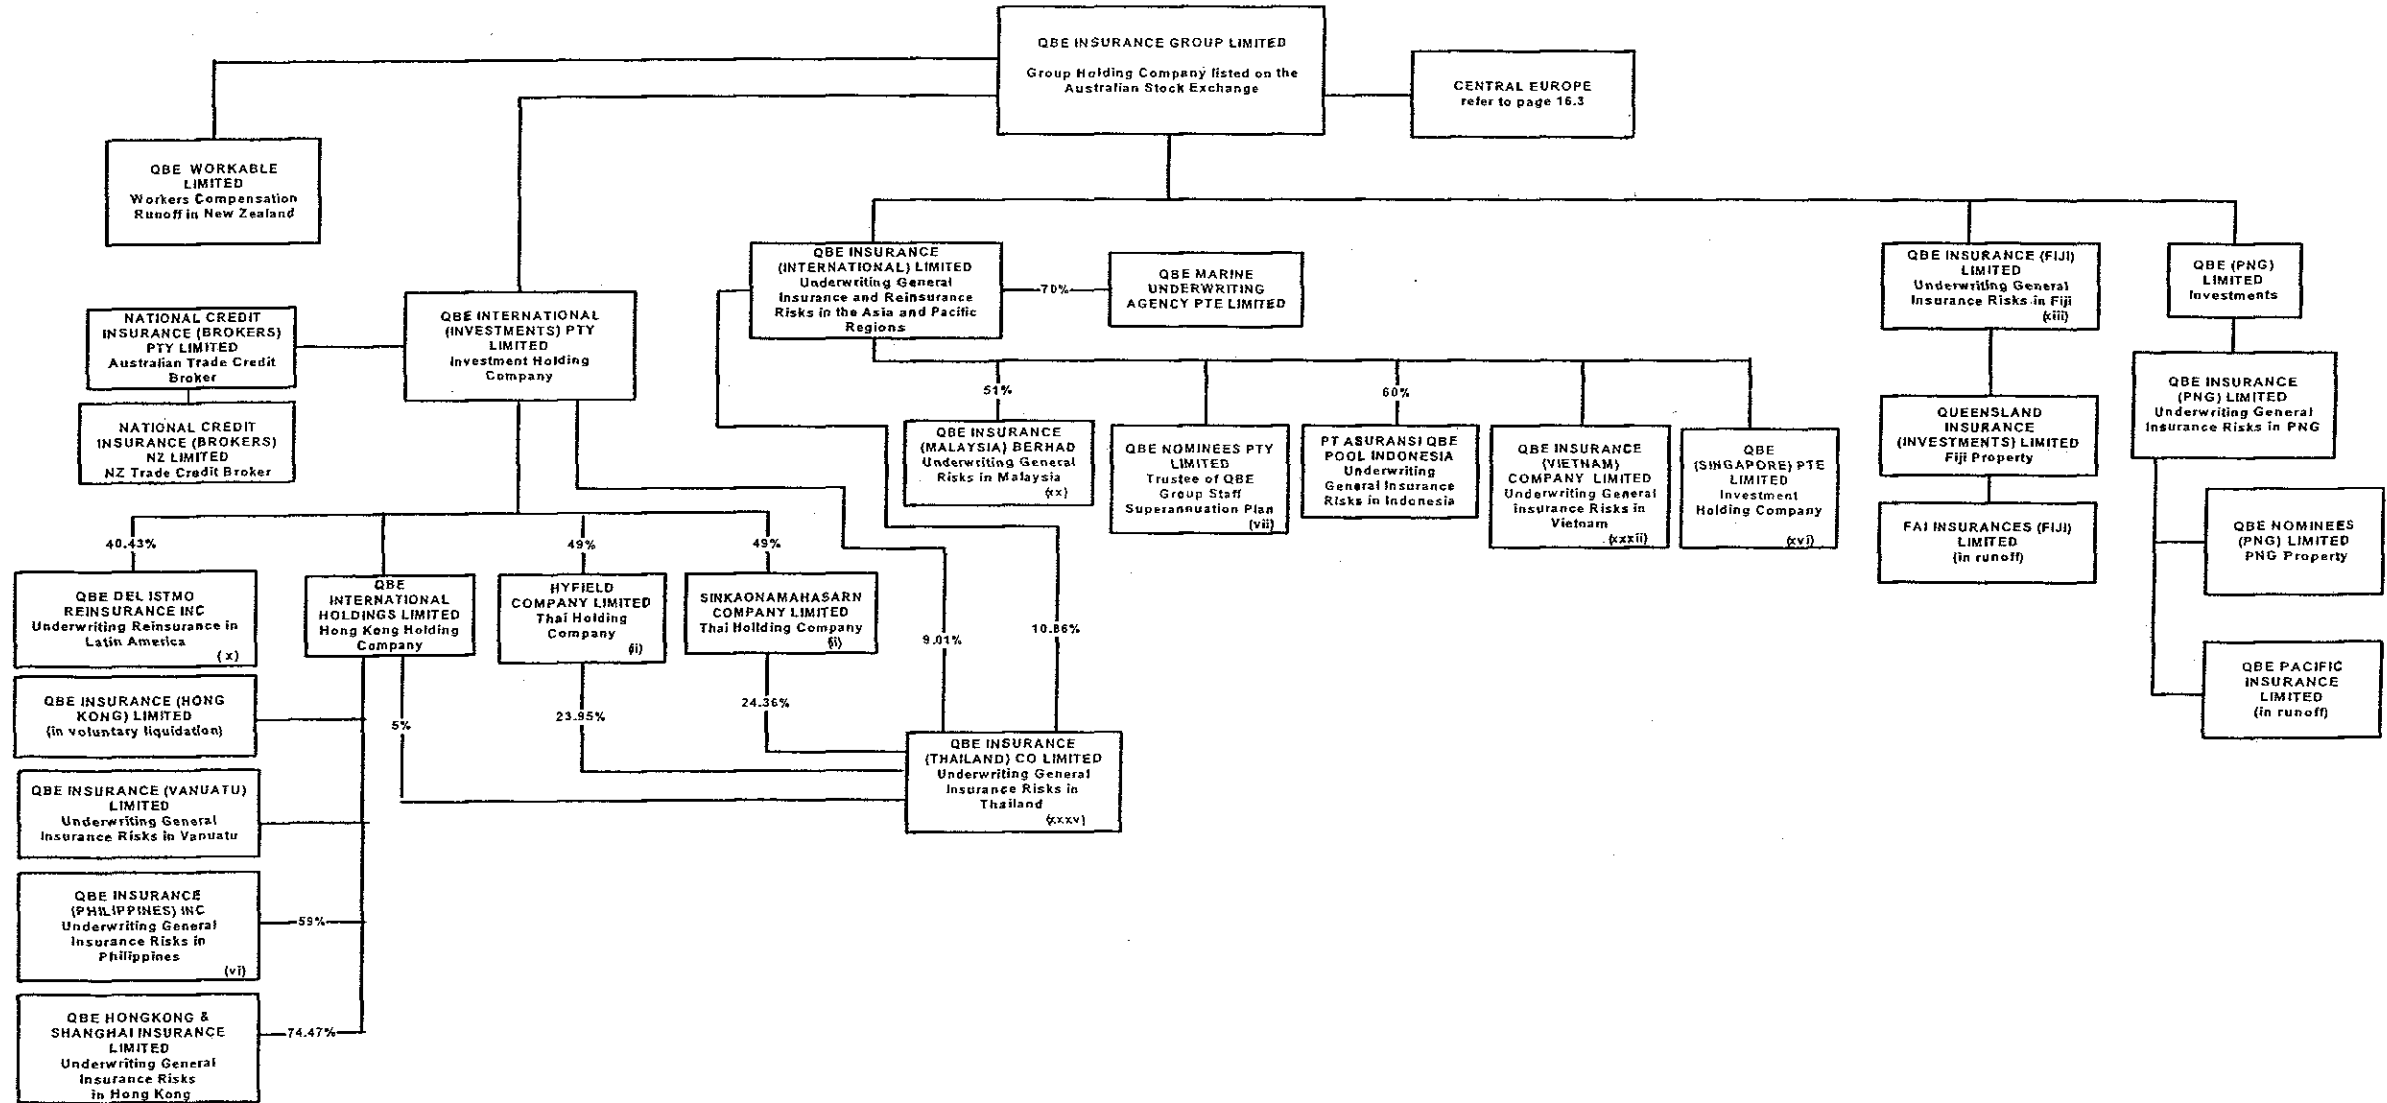 QBE INSURANCE GROUP LIMITED
Group Holding Company listed on the
Australian Stock Exchange
CENTRAL EUROPE
refer to page 16.3
QBE WORKABLE
LIMITED
Workers Compensation
Runoff in New Zealand
QBE INSURANCE
(INTERNATIONAL) LIMITED
Underwriting General
Insurance and Reinsurance
Risks in the Asia and Pacific
Regions
70%
QBE MARINE
UNDERWRITING
AGENCY PTE LIMITED
QBE INSURANCE (FIJI)
LIMITED
Underwriting General
Insurance Risks in Fiji
(xiii)
QBE (PNG)
LIMITED
Investments
NATIONAL CREDIT
INSURANCE (BROKERS)
PTY LIMITED
Australian Trade Credit
Broker
QBE INTERNATIONAL
(INVESTMENTS) PTY
LIMITED
Investment Holding
Company
NATIONAL CREDIT
INSURANCE (BROKERS)
NZ LIMITED
NZ Trade Credit Broker
51%
60%
QBE INSURANCE
(MALAYSIA) BERHAD
Underwriting General
Risks in Malaysia
(xx)
QBE NOMINEES PTY
LIMITED
Trustee of QBE
Group Staff
Superannuation Plan
(vii)
PT ASURANSI QBE
POOL INDONESIA
Underwriting
General Insurance
Risks in Indonesia
QBE INSURANCE
(VIETNAM)
COMPANY LIMITED
Underwriting General
insurance Risks in
Vietnam
(xxxii)
QBE
(SINGAPORE) PTE
LIMITED
Investment
Holding Company
(xvi)
QUEENSLAND
INSURANCE
(INVESTMENTS) LIMITED
Fiji Property
QBE INSURANCE
(PNG) LIMITED
Underwriting General
Insurance Risks in PNG
FAI INSURANCES (FIJI)
LIMITED
(in runoff)
QBE NOMINEES
(PNG) LIMITED
PNG Property
QBE PACIFIC
INSURANCE
LIMITED
(in runoff)
40.43%
49%
49%
QBE DEL ISTMO
REINSURANCE INC
Underwriting Reinsurance in
Latin America
(x)
QBE
INTERNATIONAL
HOLDINGS LIMITED
Hong Kong Holding
Company
HYFIELD
COMPANY LIMITED
Thai Holding
Company
(ii)
SINKAONAMAHASARN
COMPANY LIMITED
Thai Hollding Company
(ii)
9.01%
10.86%
QBE INSURANCE (HONG
KONG) LIMITED
(in voluntary liquidation)
5%
23.95%
24.36%
QBE INSURANCE
(THAILAND) CO LIMITED
Underwriting General
Insurance Risks in
Thailand
(xxxv)
QBE INSURANCE (VANUATU)
LIMITED
Underwriting General
Insurance Risks in Vanuatu
QBE INSURANCE
(PHILIPPINES) INC
Underwriting General
Insurance Risks in
Philippines
(vi)
59%
QBE HONGKONG &
SHANGHAI INSURANCE
LIMITED
Underwriting General
Insurance Risks
in Hong Kong
74.47%